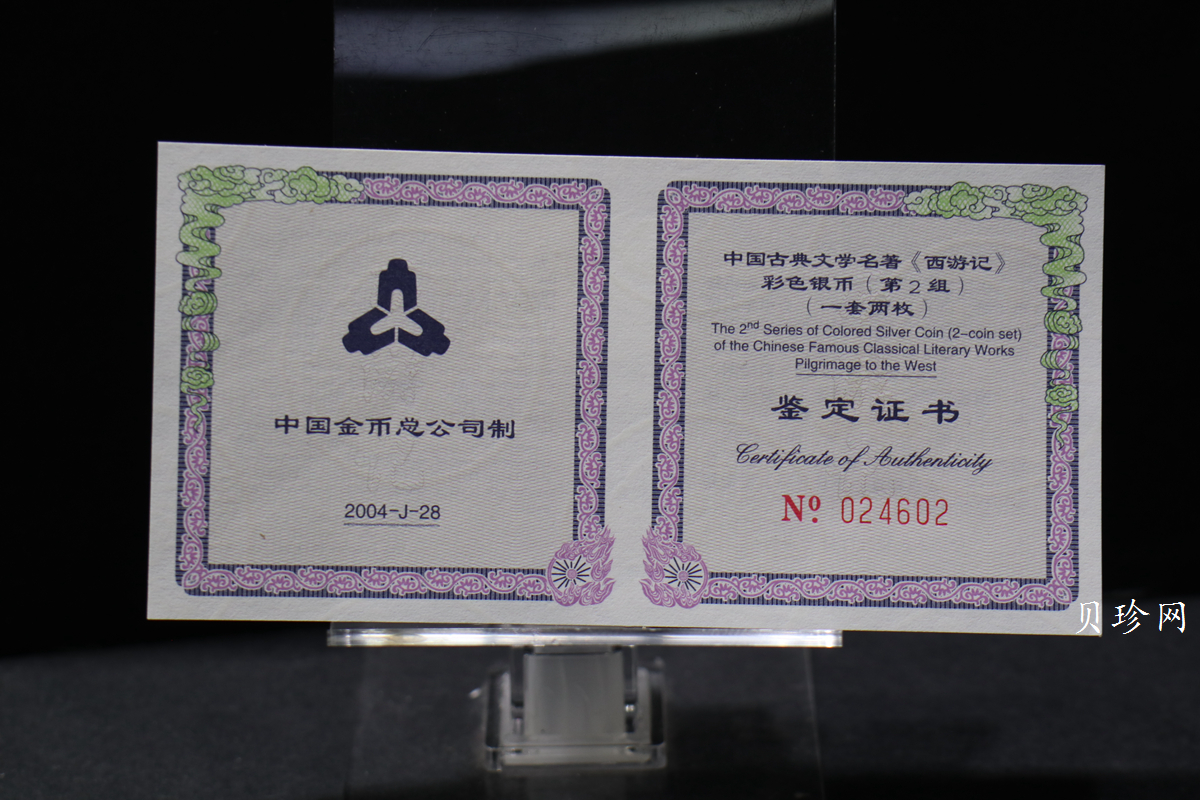 中国金币总公司制
2004-J-28
中国古典文学名著《西游记》
彩色银币（第2组）
（一套两枚）
The 2nd Series of Colored Silver Coin (2-coin set)
of the Chinese Famous Classical Literary Works
Pilgrimage to the West
鉴定证书
Certificate of Authenticity
Nº 024602
贝珍网